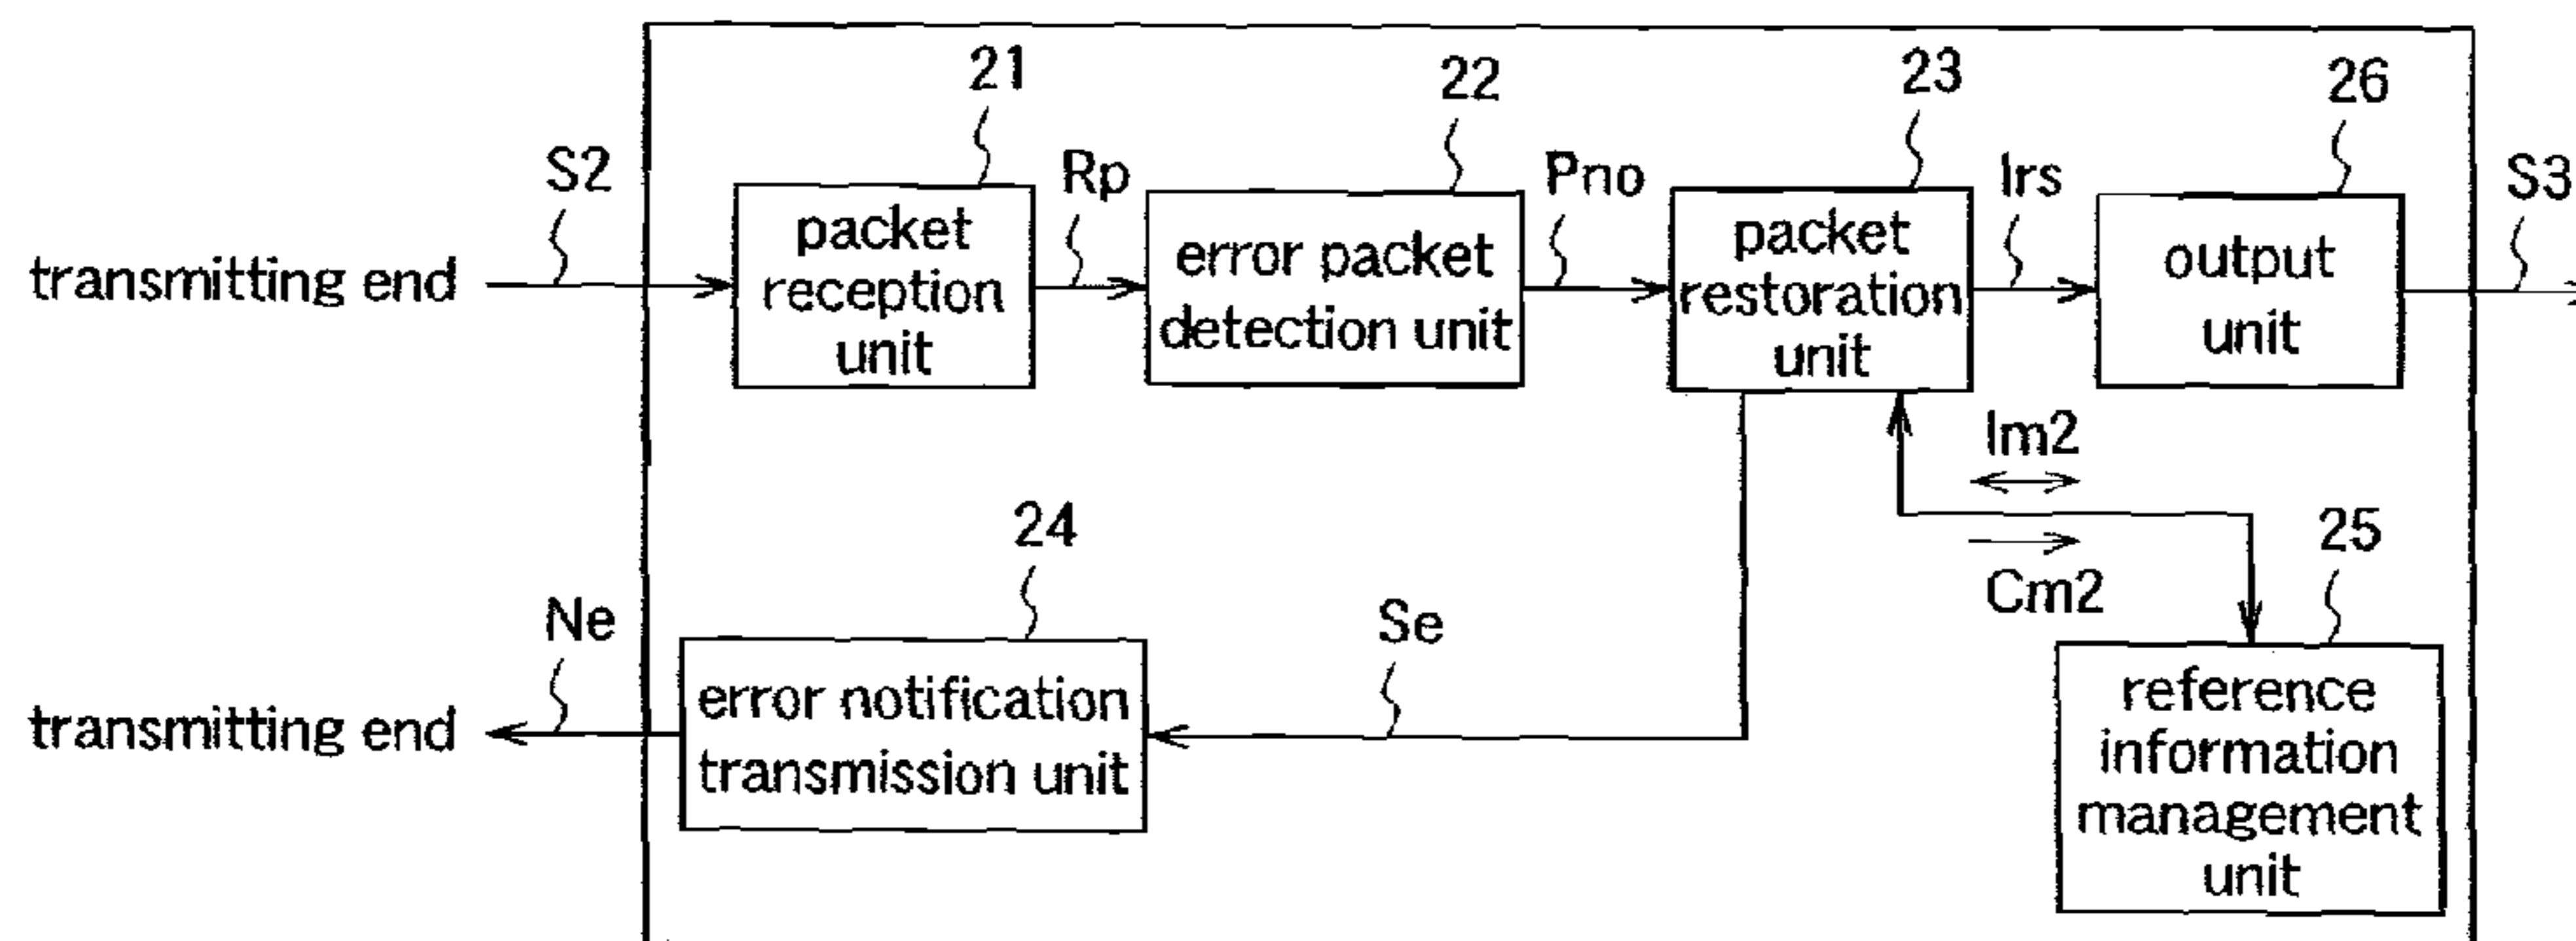 21
22
23
26
S2
Rp
Pno
Irs
S3
transmitting end
packet
reception
unit
error packet
detection unit
packet
restoration
unit
output
unit
Im2
Cm2
24
25
Ne
Se
transmitting end
error notification
transmission unit
reference
information
management
unit